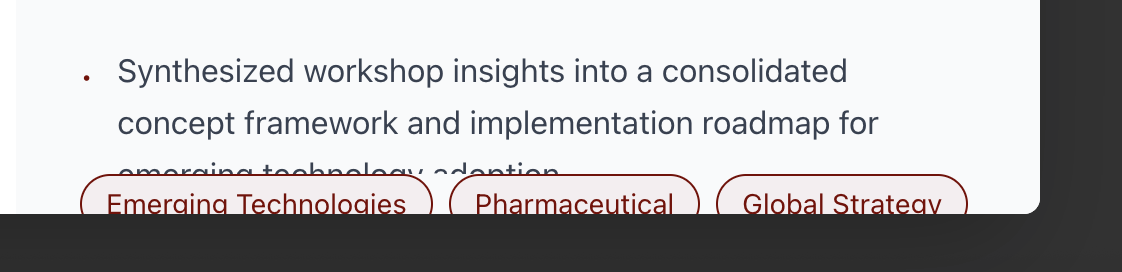 Synthesized workshop insights into a consolidated
concept framework and implementation roadmap for
emerging technology adoption
Emerging Technologies
Pharmaceutical
Global Strategy